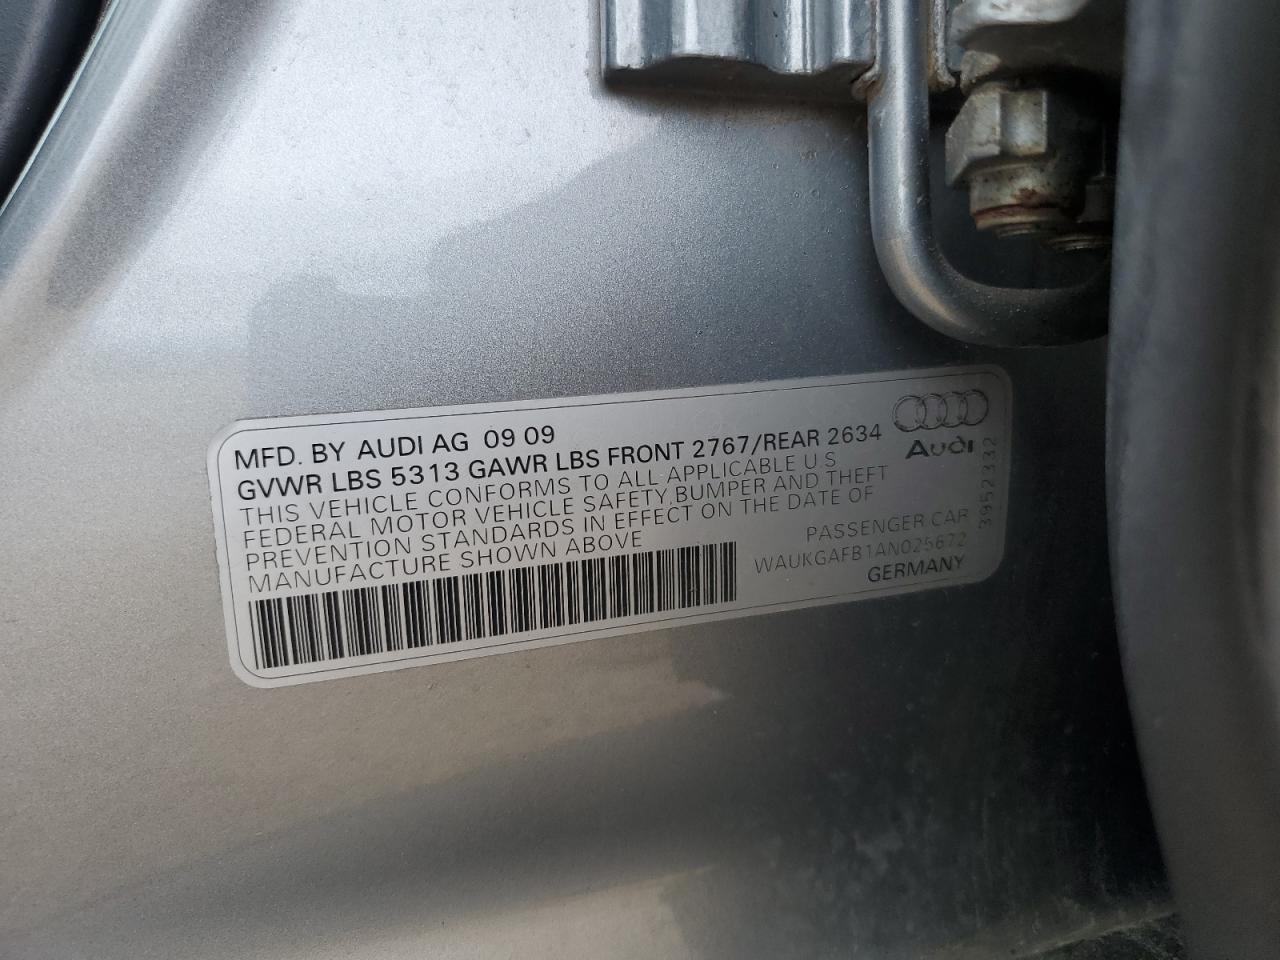 MFD. BY AUDI AG 09 09
GVWR LBS 5313 GAWR LBS FRONT 2767/REAR 2634
THIS VEHICLE CONFORMS TO ALL APPLICABLE U S
FEDERAL MOTOR VEHICLE SAFETY, BUMPER AND THEFT
PREVENTION STANDARDS IN EFFECT ON THE DATE OF
MANUFACTURE SHOWN ABOVE
Audi
PASSENGER CAR
WAUKGAFB1AN025672
GERMANY
3952332